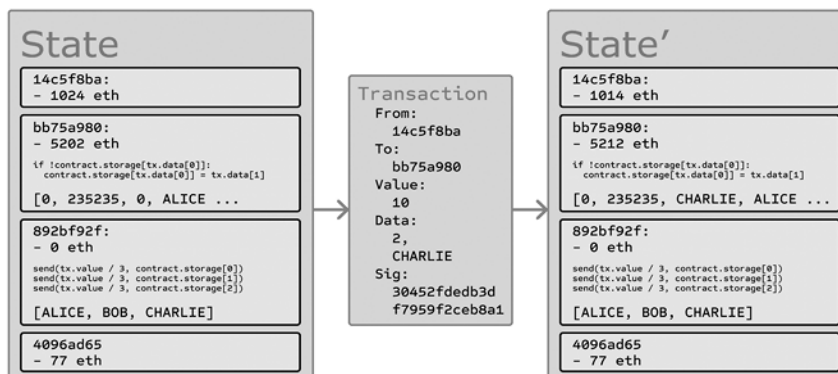 State
14c5f8ba:
- 1024 eth
bb75a980:
- 5202 eth
if !contract.storage[tx.data[0]]:
contract.storage[tx.data[0]] = tx.data[1]
[0, 235235, 0, ALICE ...
892bf92f:
- 0 eth
send(tx.value / 3, contract.storage[0])
send(tx.value / 3, contract.storage[1])
send(tx.value / 3, contract.storage[2])
[ALICE, BOB, CHARLIE]
4096ad65
- 77 eth
Transaction
From:
14c5f8ba
To:
bb75a980
Value:
10
Data:
2,
CHARLIE
Sig:
30452fdedb3d
f7959f2ceb8a1
State′
14c5f8ba:
- 1014 eth
bb75a980:
- 5212 eth
if !contract.storage[tx.data[0]]:
contract.storage[tx.data[0]] = tx.data[1]
[0, 235235, CHARLIE, ALICE ...
892bf92f:
- 0 eth
send(tx.value / 3, contract.storage[0])
send(tx.value / 3, contract.storage[1])
send(tx.value / 3, contract.storage[2])
[ALICE, BOB, CHARLIE]
4096ad65
- 77 eth